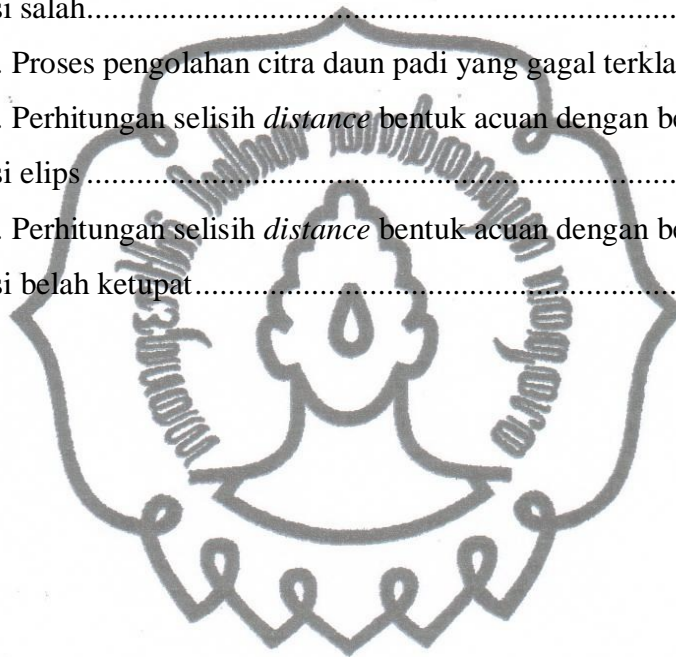 si salah
. Proses pengolahan citra daun padi yang gagal terkla
. Perhitungan selisih distance bentuk acuan dengan be
si elips
. Perhitungan selisih distance bentuk acuan dengan be
si belah ketupat